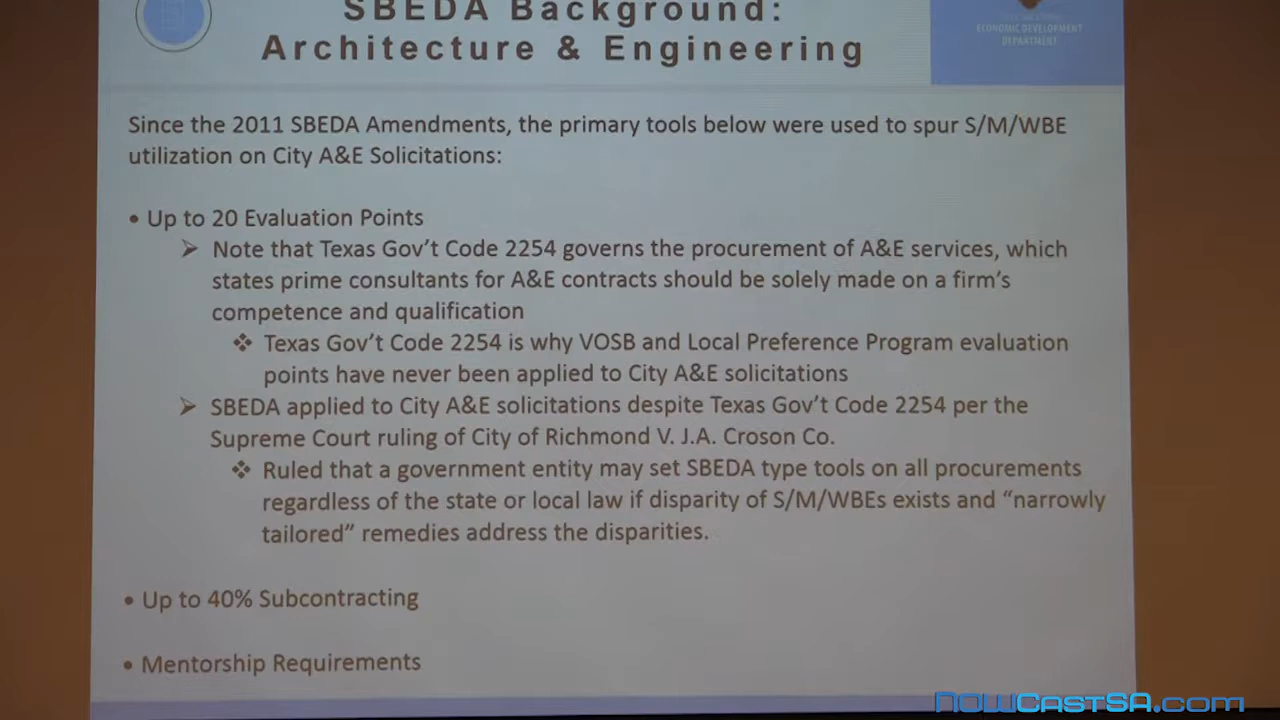 SBEDA Background:
Architecture & Engineering
ECONOMIC DEVELOPMENT
DEPARTMENT
Since the 2011 SBEDA Amendments, the primary tools below were used to spur S/M/WBE
utilization on City A&E Solicitations:
• Up to 20 Evaluation Points
➢ Note that Texas Gov’t Code 2254 governs the procurement of A&E services, which
states prime consultants for A&E contracts should be solely made on a firm’s
competence and qualification
❖ Texas Gov’t Code 2254 is why VOSB and Local Preference Program evaluation
points have never been applied to City A&E solicitations
➢ SBEDA applied to City A&E solicitations despite Texas Gov’t Code 2254 per the
Supreme Court ruling of City of Richmond V. J.A. Croson Co.
❖ Ruled that a government entity may set SBEDA type tools on all procurements
regardless of the state or local law if disparity of S/M/WBEs exists and “narrowly
tailored” remedies address the disparities.
• Up to 40% Subcontracting
• Mentorship Requirements
NOWCASTSA.com